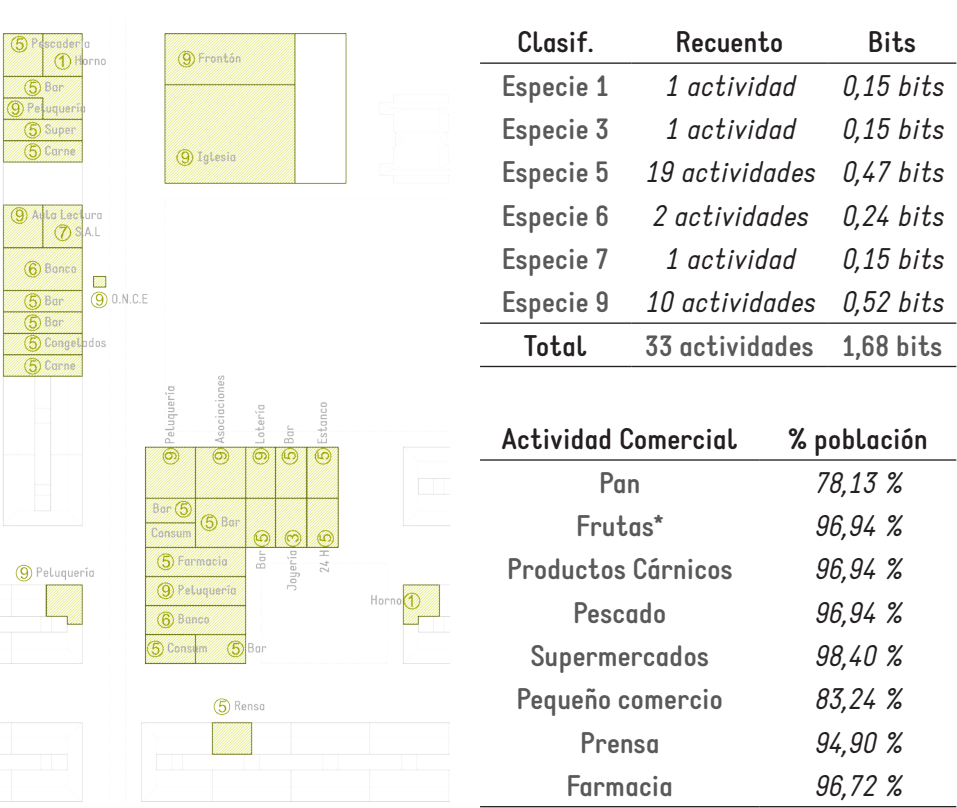 5 Pescadería
1 Horno
5 Bar
9 Peluquería
5 Super
5 Carne
9 Frontón
9 Iglesia
9 Aula Lectura
7 S.A.L
6 Banco
9 O.N.C.E
5 Bar
5 Bar
5 Congelados
5 Carne
9 Peluquería
9 Asociaciones
9 Lotería
5 Bar
5 Estanco
Bar 5
Consum
5 Bar
Bar 5
Joyería 3
24 H 5
5 Farmacia
9 Peluquería
6 Banco
5 Consum
5 Bar
9 Peluquería
Horno 1
5 Rensa
Clasif. Recuento Bits
Especie 1 1 actividad 0,15 bits
Especie 3 1 actividad 0,15 bits
Especie 5 19 actividades 0,47 bits
Especie 6 2 actividades 0,24 bits
Especie 7 1 actividad 0,15 bits
Especie 9 10 actividades 0,52 bits
Total 33 actividades 1,68 bits
Actividad Comercial % población
Pan 78,13 %
Frutas* 96,94 %
Productos Cárnicos 96,94 %
Pescado 96,94 %
Supermercados 98,40 %
Pequeño comercio 83,24 %
Prensa 94,90 %
Farmacia 96,72 %